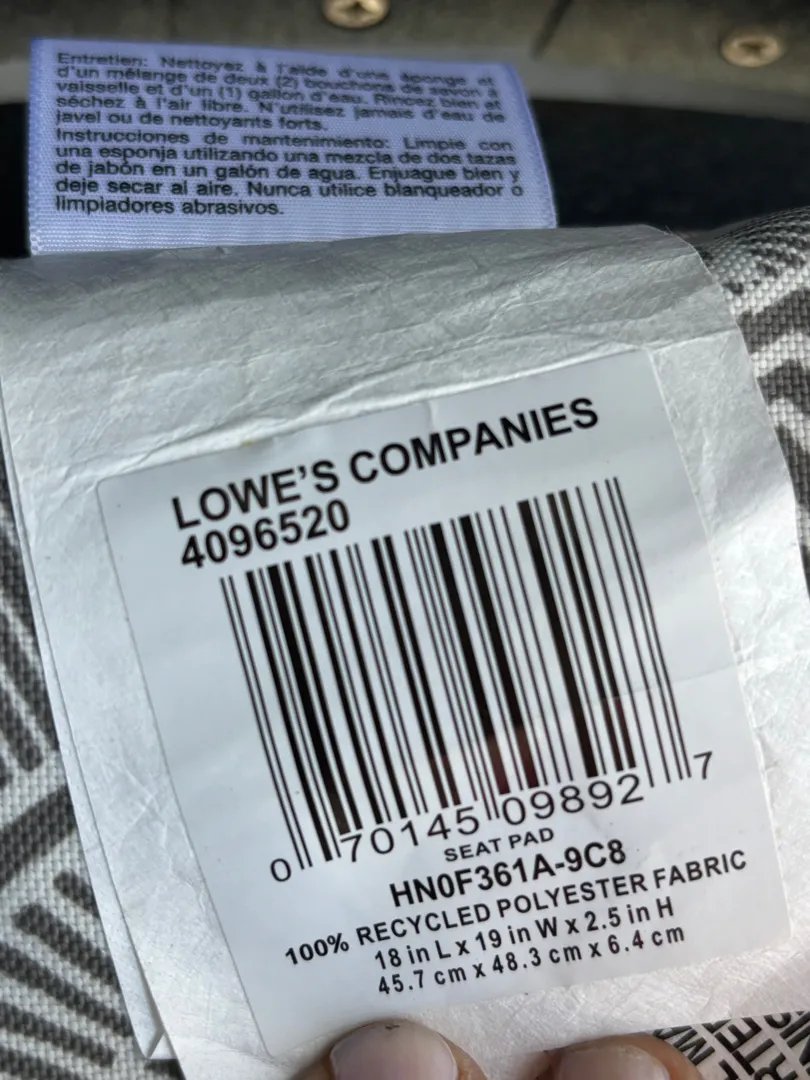 Entretien: Nettoyez à l'aide d'une éponge et
d'un mélange de deux (2) bouchons de savon à
vaisselle et d'un (1) gallon d'eau. Rincez bien et
séchez à l'air libre. N'utilisez jamais d'eau de
javel ou de nettoyants forts.
Instrucciones de mantenimiento: Limpie con
una esponja utilizando una mezcla de dos tazas
de jabón en un galón de agua. Enjuague bien y
deje secar al aire. Nunca utilice blanqueador o
limpiadores abrasivos.
LOWE'S COMPANIES
4096520
0 70145 09892 7
SEAT PAD
HN0F361A-9C8
100% RECYCLED POLYESTER FABRIC
18 in L x 19 in W x 2.5 in H
45.7 cm x 48.3 cm x 6.4 cm